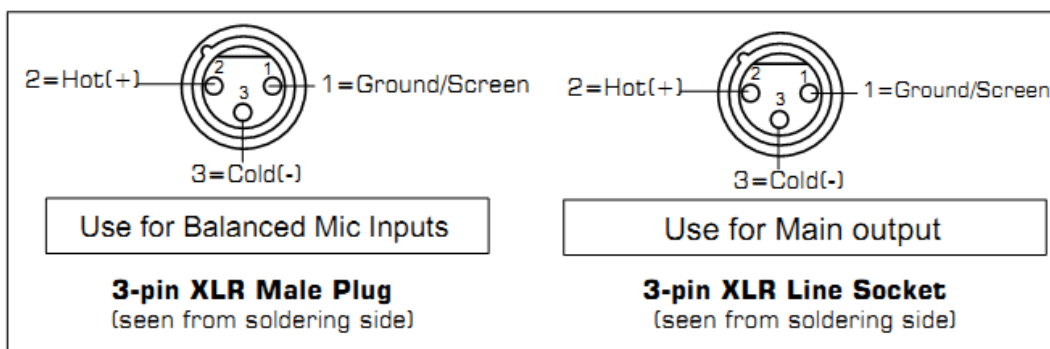 2
1
2=Hot(+)
1=Ground/Screen
3
3=Cold(-)
Use for Balanced Mic Inputs
3-pin XLR Male Plug
(seen from soldering side)
2
1
2=Hot(+)
1=Ground/Screen
3
3=Cold(-)
Use for Main output
3-pin XLR Line Socket
(seen from soldering side)